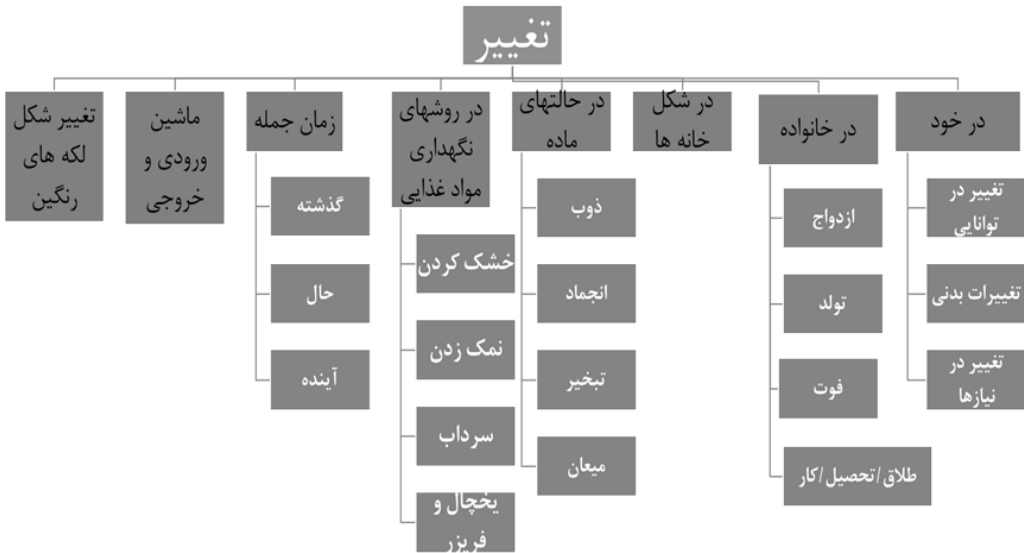 تغییر
در خود
تغییر در
توانایی
تغییرات بدنی
تغییر در
نیازها
در خانواده
ازدواج
تولد
فوت
طلاق/تحصیل/کار
در شکل
خانه ها
در حالتهای
ماده
ذوب
انجماد
تبخیر
میعان
در روشهای
نگهداری
مواد غذایی
خشک کردن
نمک زدن
سرداب
یخچال و
فریزر
زمان جمله
گذشته
حال
آینده
ماشین
ورودی و
خروجی
تغییر شکل
لکه های
رنگین